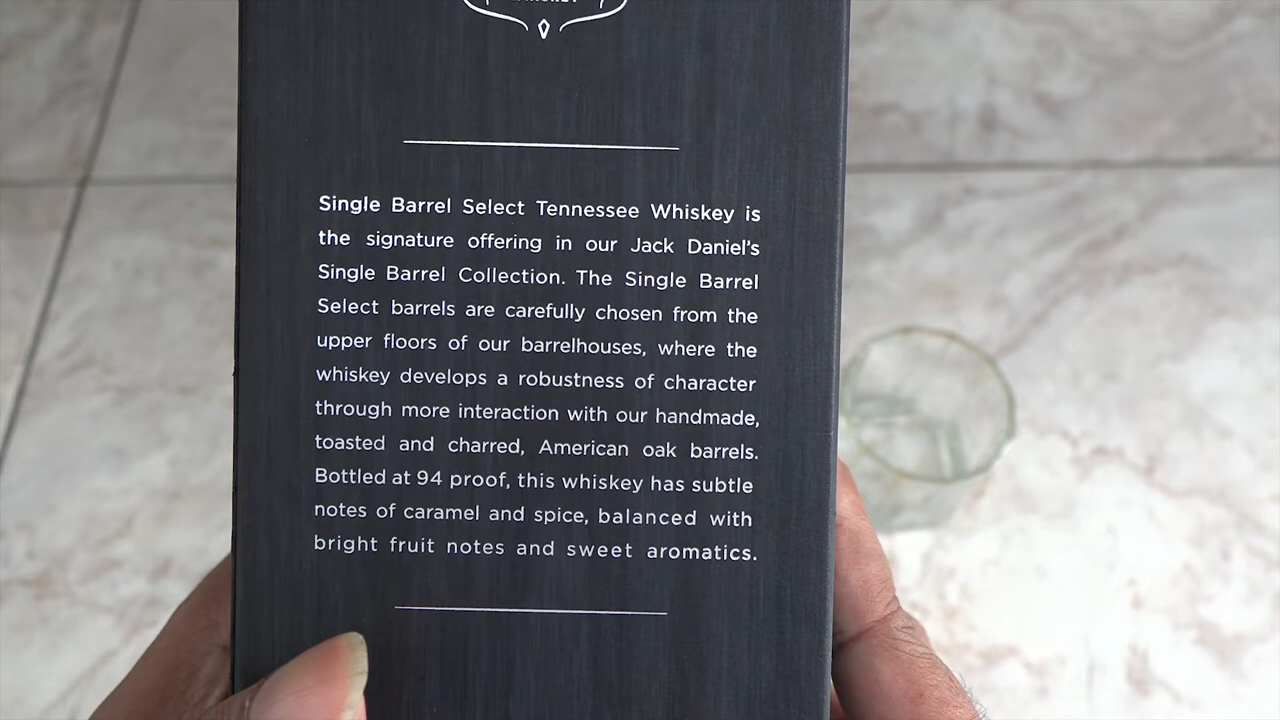 Single Barrel Select Tennessee Whiskey is
the signature offering in our Jack Daniel's
Single Barrel Collection. The Single Barrel
Select barrels are carefully chosen from the
upper floors of our barrelhouses, where the
whiskey develops a robustness of character
through more interaction with our handmade,
toasted and charred, American oak barrels.
Bottled at 94 proof, this whiskey has subtle
notes of caramel and spice, balanced with
bright fruit notes and sweet aromatics.